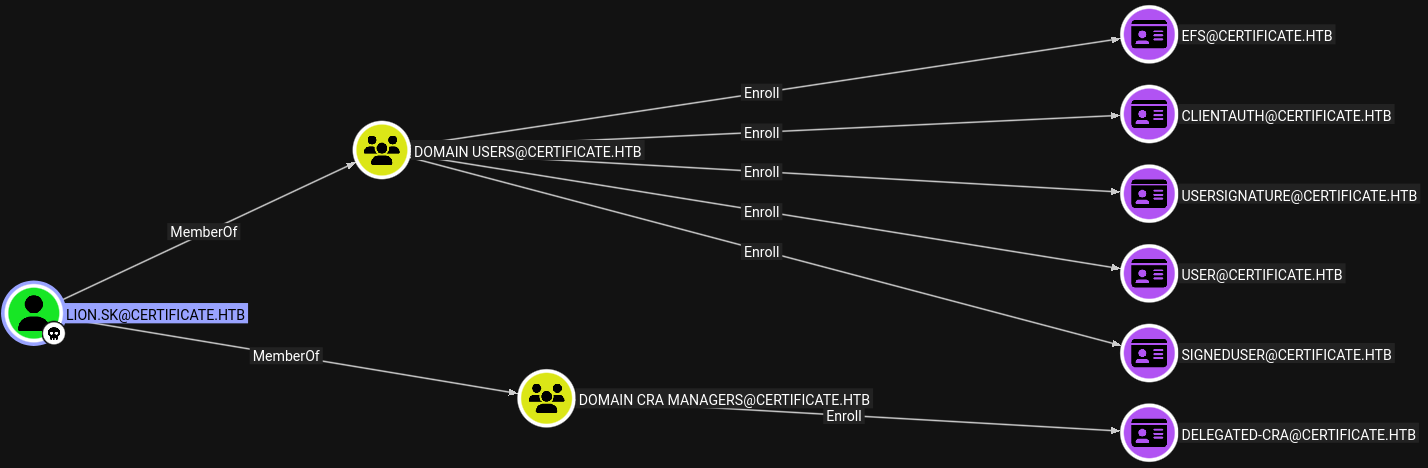 EFS@CERTIFICATE.HTB
Enroll
CLIENTAUTH@CERTIFICATE.HTB
Enroll
DOMAIN USERS@CERTIFICATE.HTB
Enroll
USERSIGNATURE@CERTIFICATE.HTB
Enroll
MemberOf
Enroll
USER@CERTIFICATE.HTB
LION.SK@CERTIFICATE.HTB
MemberOf
SIGNEDUSER@CERTIFICATE.HTB
DOMAIN CRA MANAGERS@CERTIFICATE.HTB
Enroll
DELEGATED-CRA@CERTIFICATE.HTB